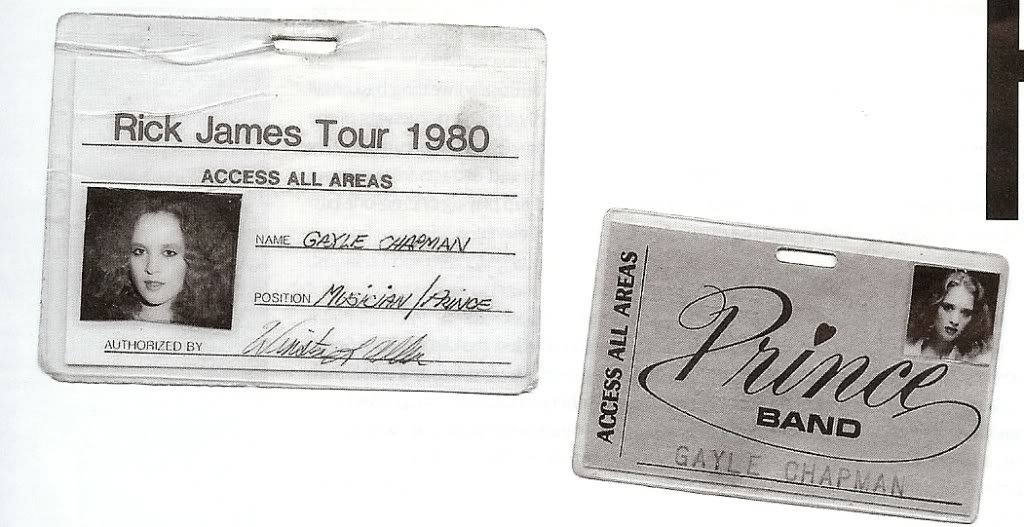 Rick James Tour 1980
ACCESS ALL AREAS
NAME GAYLE CHAPMAN
POSITION MUSICIAN/PRINCE
AUTHORIZED BY
ACCESS ALL AREAS
Prince
BAND
GAYLE CHAPMAN